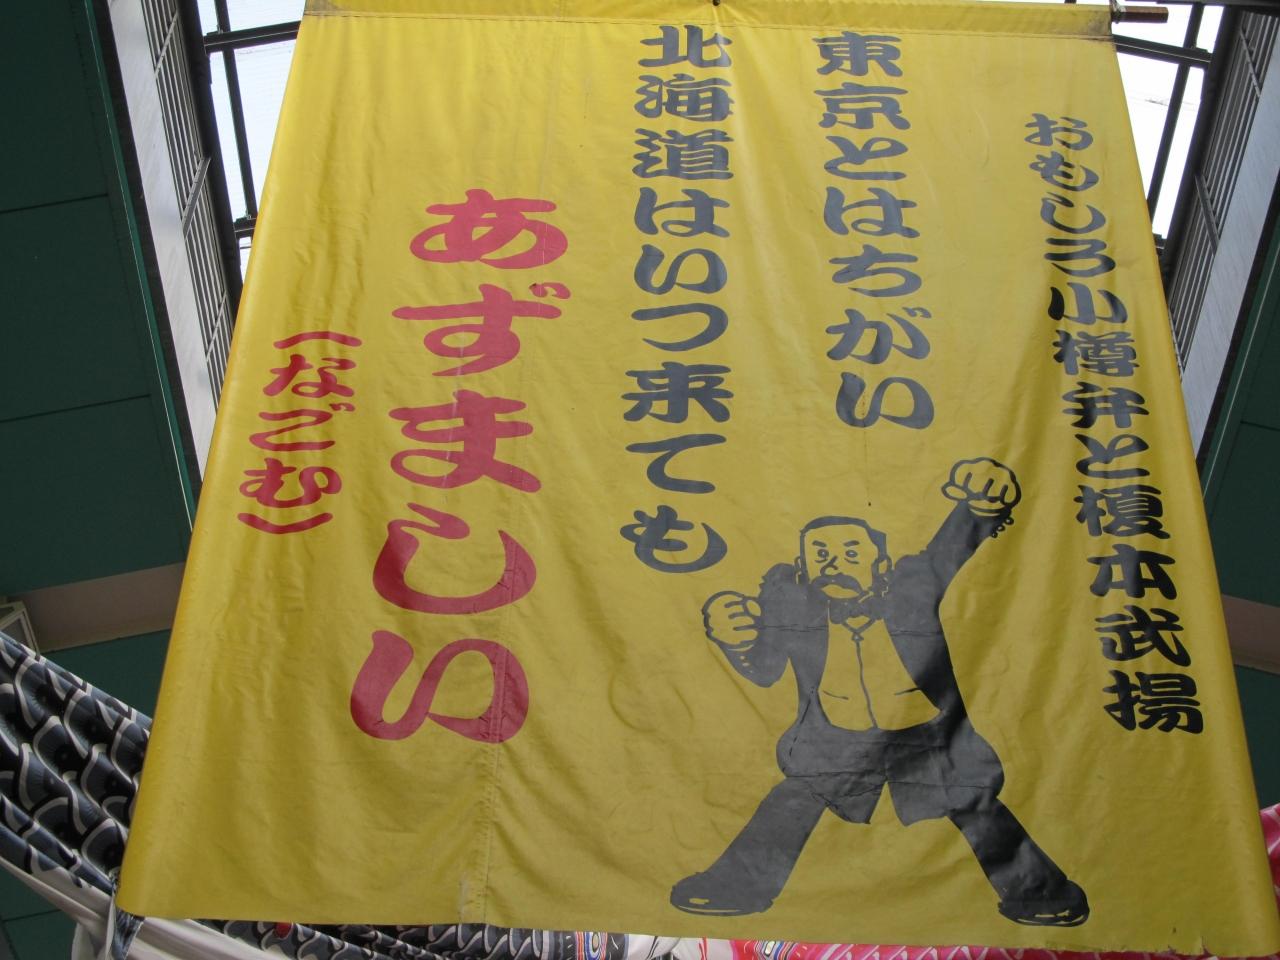 おもしろ小樽弁と榎本武揚
東京とはちがい
北海道はいつ来ても
あずましい
（なごむ）